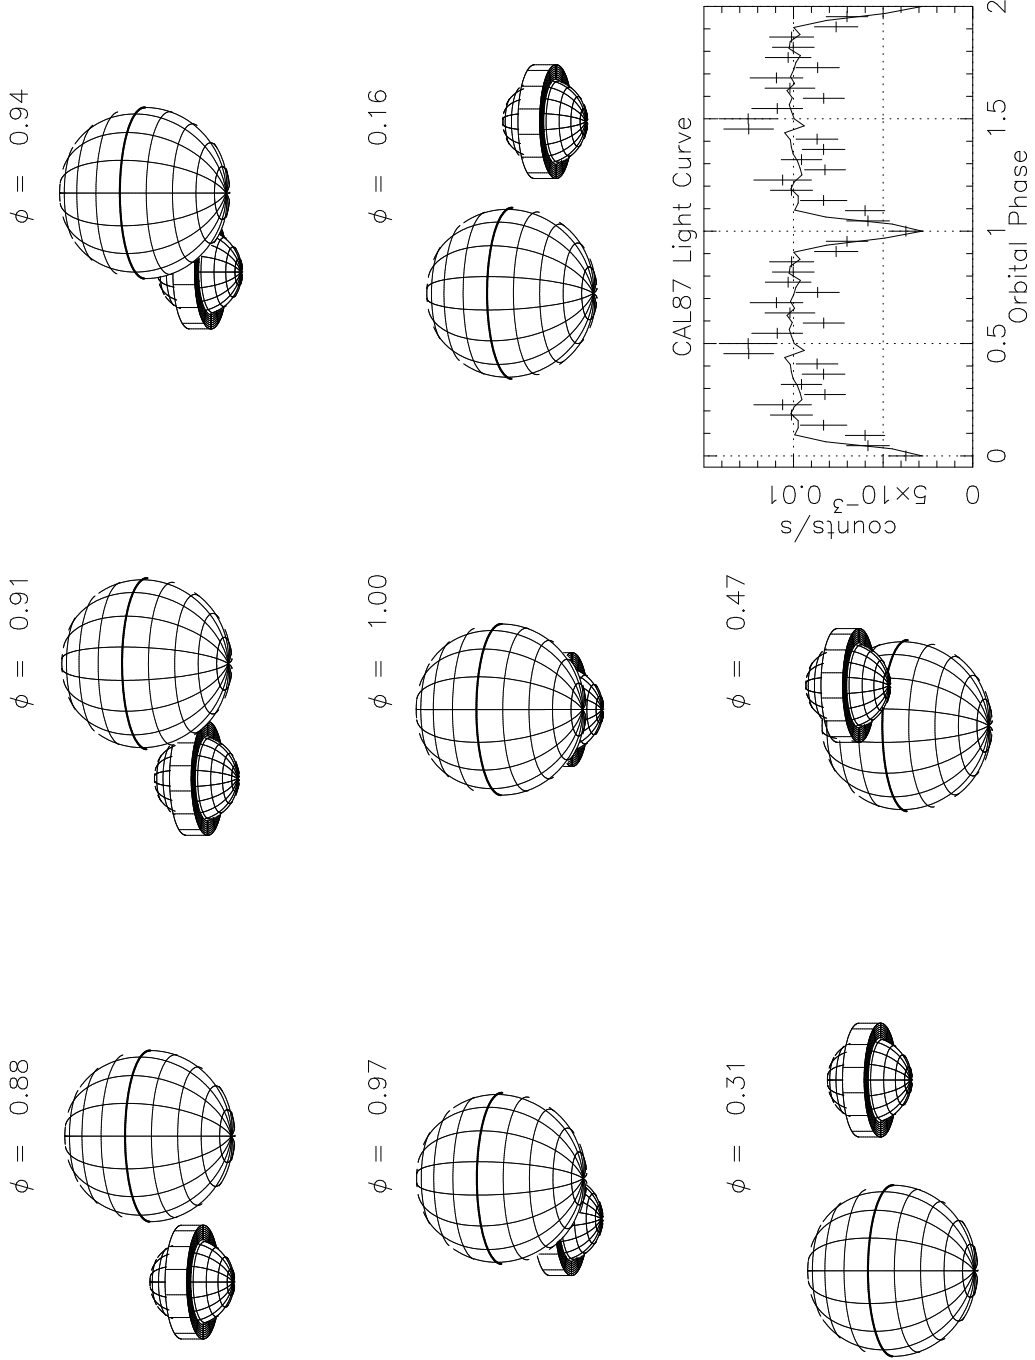 φ = 0.88
φ = 0.91
φ = 0.94
φ = 0.97
φ = 1.00
φ = 0.16
φ = 0.31
φ = 0.47
CAL87 Light Curve
counts/s
0 5×10⁻³ 0.01
0 0.5 1 1.5 2
Orbital Phase